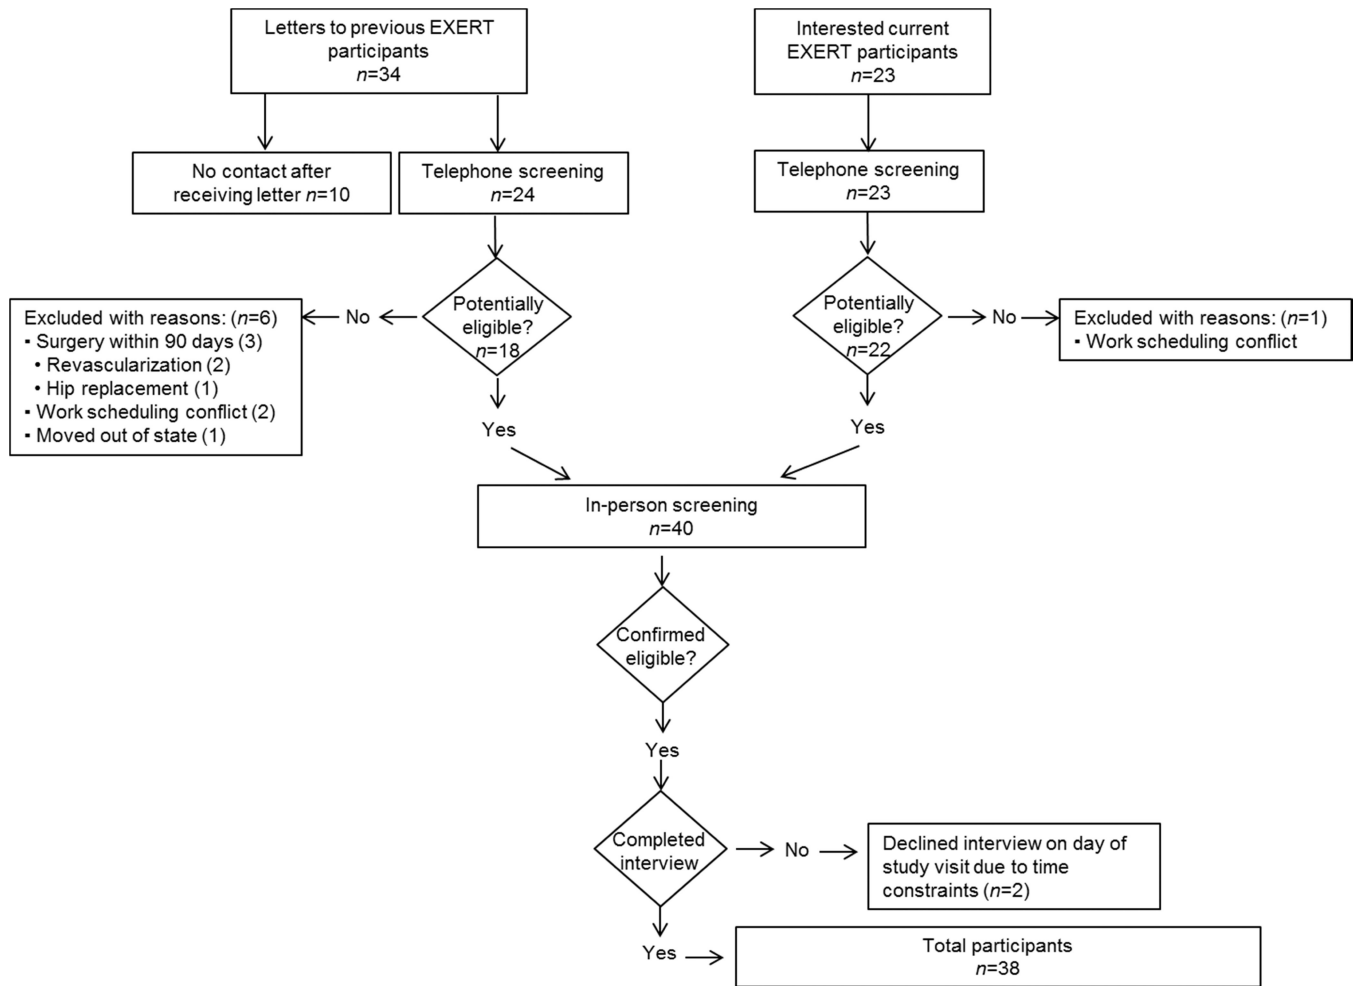 Letters to previous EXERT
participants
n=34
Interested current
EXERT participants
n=23
No contact after
receiving letter n=10
Telephone screening
n=24
Telephone screening
n=23
Potentially
eligible?
n=18
No
Excluded with reasons: (n=6)
▪ Surgery within 90 days (3)
• Revascularization (2)
• Hip replacement (1)
▪ Work scheduling conflict (2)
▪ Moved out of state (1)
Yes
Potentially
eligible?
n=22
No
Excluded with reasons: (n=1)
▪ Work scheduling conflict
Yes
In-person screening
n=40
Confirmed
eligible?
Yes
Completed
interview
No
Declined interview on day of
study visit due to time
constraints (n=2)
Yes
Total participants
n=38